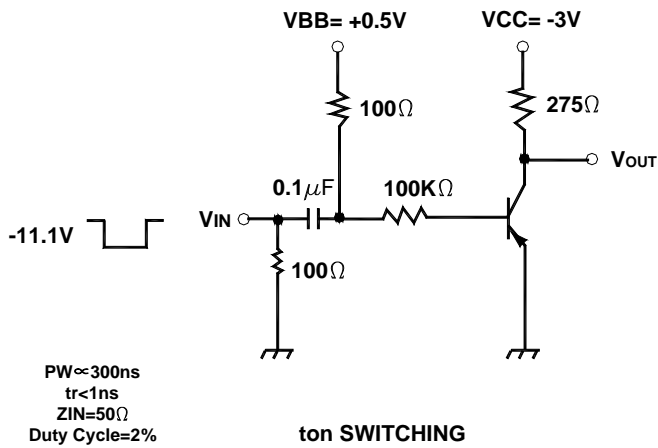 VBB= +0.5V
VCC= -3V
100Ω
275Ω
VOUT
0.1μF
100KΩ
VIN
-11.1V
100Ω
PW∝300ns
tr<1ns
ZIN=50Ω
Duty Cycle=2%
ton SWITCHING